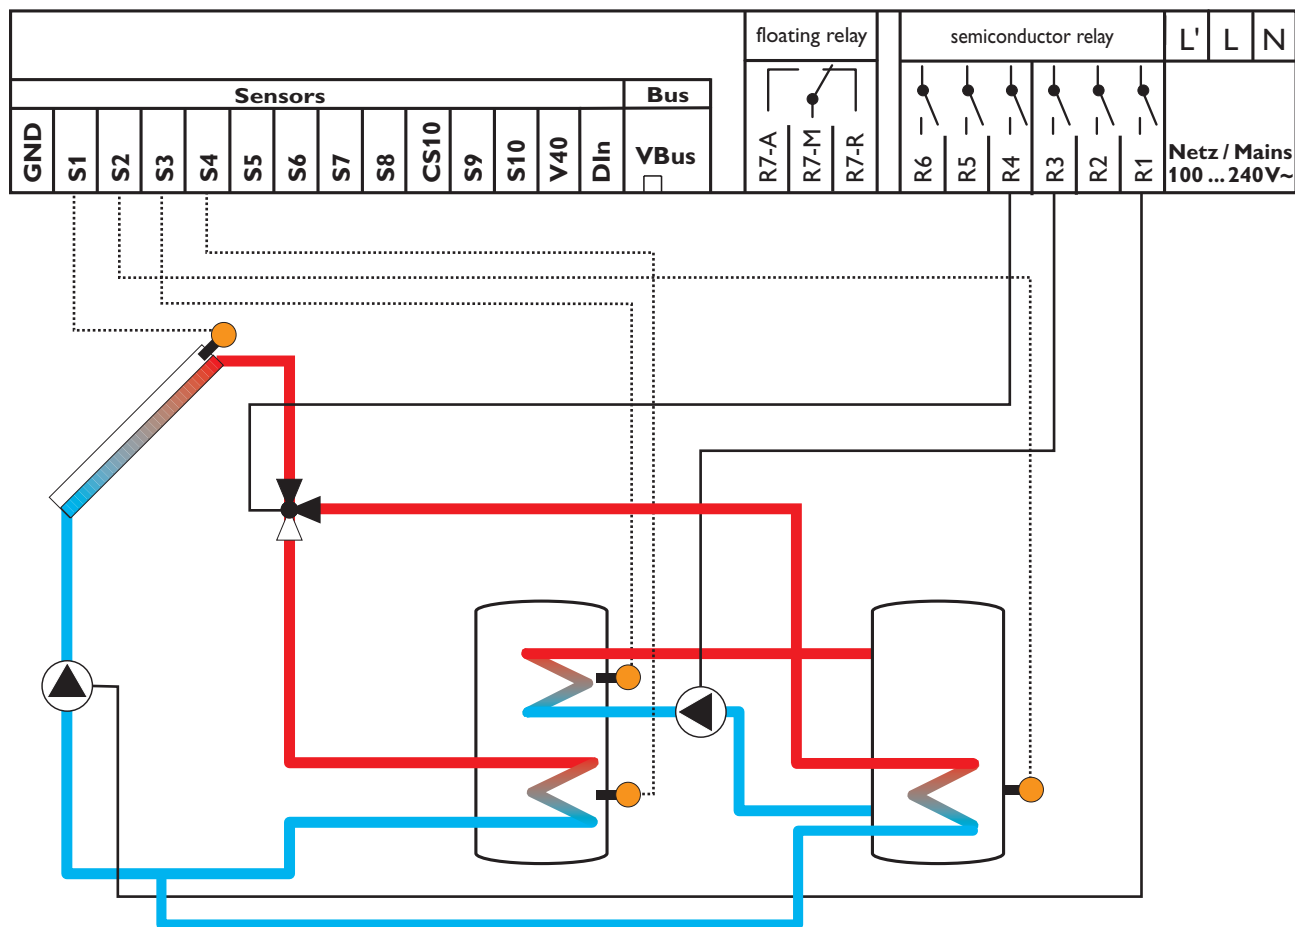 floating relay
semiconductor relay
L'
L
N
Sensors
Bus
GND
S1
S2
S3
S4
S5
S6
S7
S8
CS10
S9
S10
V40
DIn
VBus
R7-A
R7-M
R7-R
R6
R5
R4
R3
R2
R1
Netz / Mains
100 ... 240V~